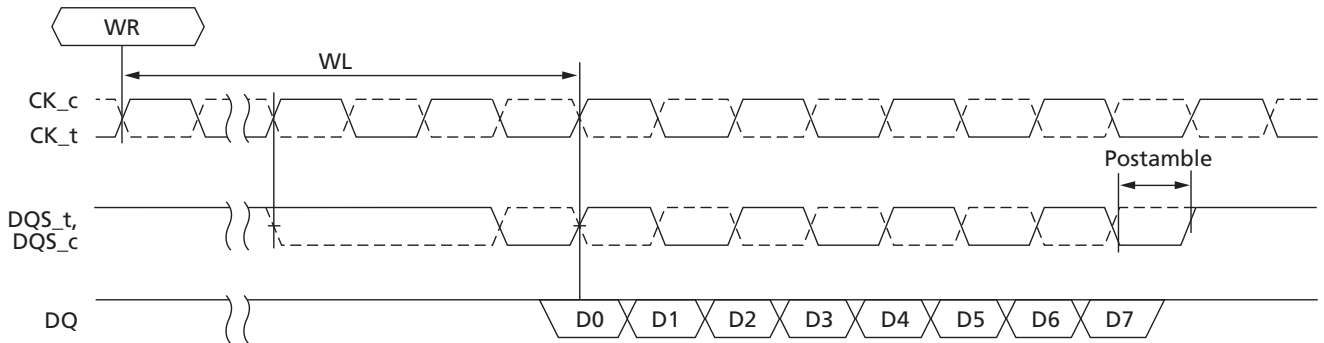 WR
WL
CK_c
CK_t
Postamble
DQS_t,
DQS_c
DQ
D0 D1 D2 D3 D4 D5 D6 D7